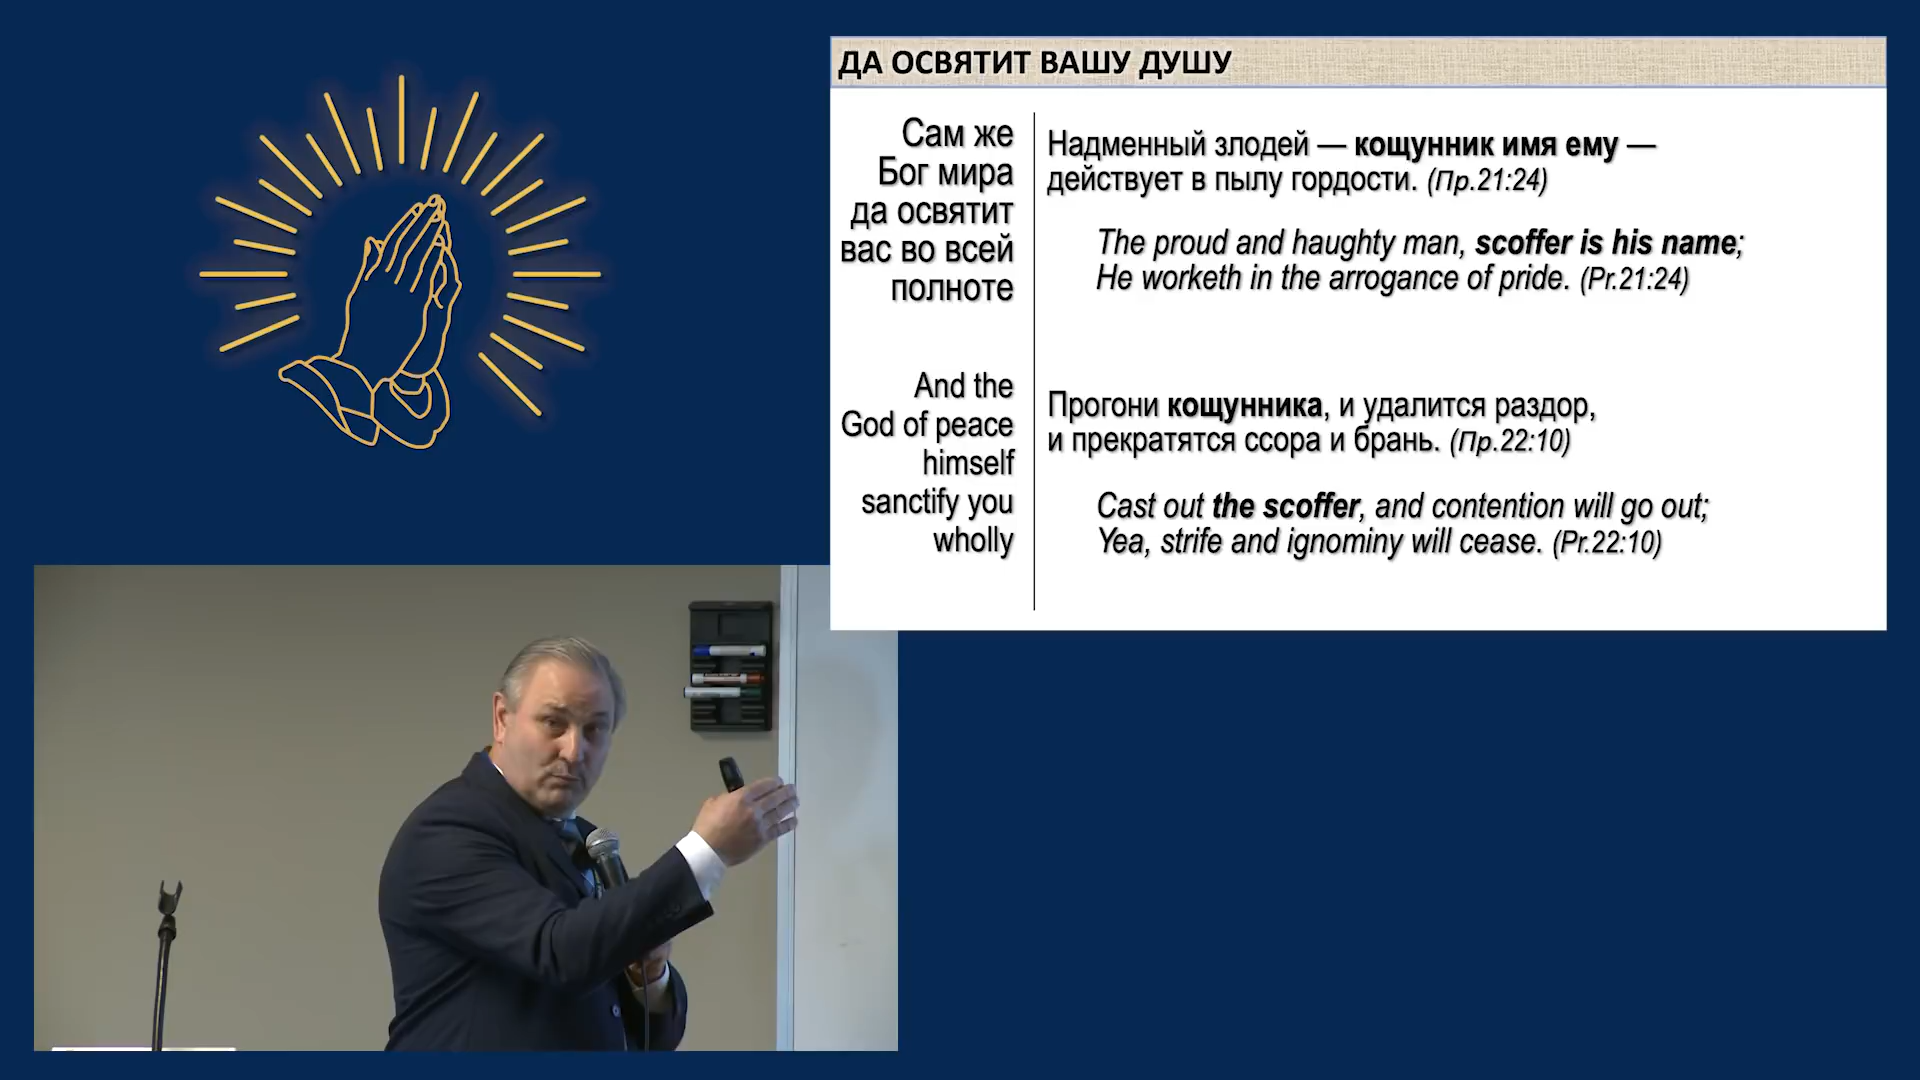 ДА ОСВЯТИТ ВАШУ ДУШУ
Сам же
Бог мира
да освятит
вас во всей
полноте
And the
God of peace
himself
sanctify you
wholly
Надменный злодей — кощунник имя ему —
действует в пылу гордости. (Пр.21:24)
The proud and haughty man, scoffer is his name;
He worketh in the arrogance of pride. (Pr.21:24)
Прогони кощунника, и удалится раздор,
и прекратятся ссора и брань. (Пр.22:10)
Cast out the scoffer, and contention will go out;
Yea, strife and ignominy will cease. (Pr.22:10)